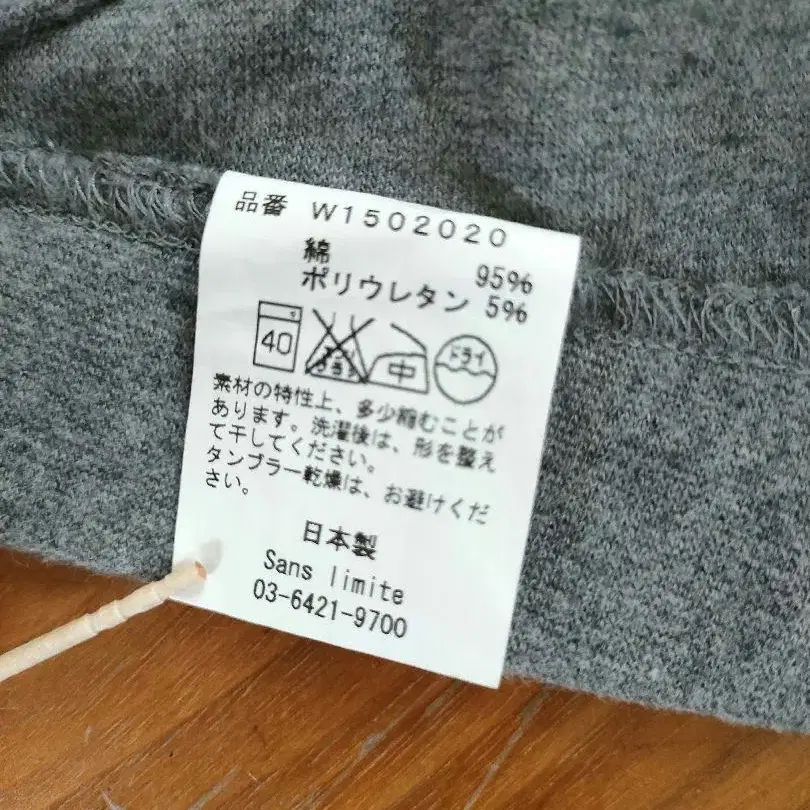 品番 W1502020
綿 95%
ポリウレタン 5%
40 中 ドライ
素材の特性上、多少縮むことが
あります。洗濯後は、形を整え
て干してください。
タンブラー乾燥は、お避けくだ
さい。
日本製
Sans limite
03-6421-9700